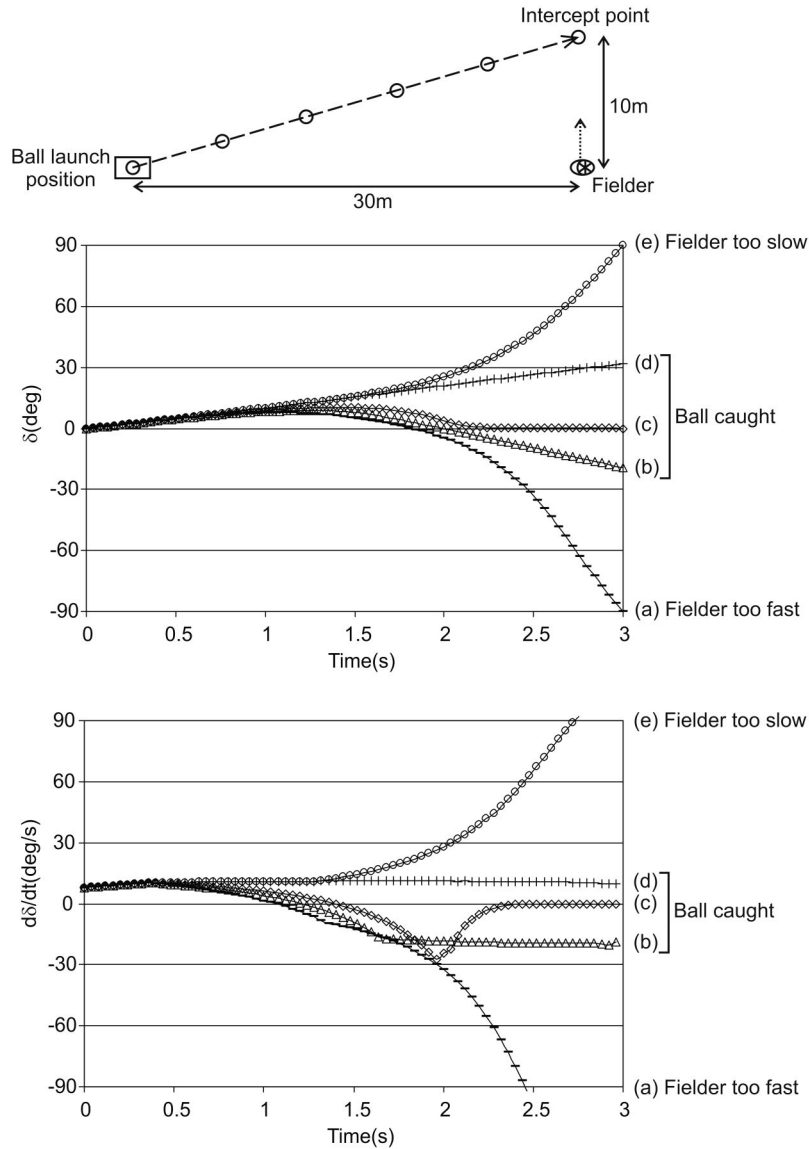 Intercept point
10m
Ball launch
position
Fielder
30m
90
60
30
0
-30
-60
-90
δ(deg)
0
0.5
1
1.5
2
2.5
3
Time(s)
(e) Fielder too slow
(d)
(c)
(b)
Ball caught
(a) Fielder too fast
90
60
30
0
-30
-60
-90
dδ/dt(deg/s)
0
0.5
1
1.5
2
2.5
3
Time(s)
(e) Fielder too slow
(d)
(c)
(b)
Ball caught
(a) Fielder too fast